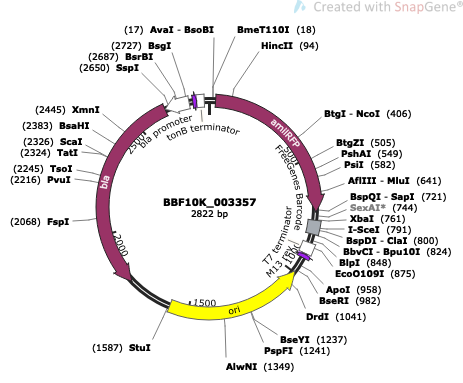 Created with SnapGene®
(17) AvaI - BsoBI
BmeT110I (18)
(2727) BsgI
HincII (94)
(2687) BsrBI
(2650) SspI
(2445) XmnI
BtgI - NcoI (406)
(2383) BsaHI
(2326) ScaI
BtgZI (505)
(2324) TatI
PshAI (549)
PsiI (582)
(2245) TsoI
(2216) PvuI
AflIII - MluI (641)
BspQI - SapI (721)
SexAI* (744)
(2068) FspI
XbaI (761)
I-SceI (791)
BspDI - ClaI (800)
BbvCI - Bpu10I (824)
BlpI (848)
EcoO109I (875)
ApoI (958)
BseRI (982)
DrdI (1041)
BseYI (1237)
(1587) StuI
PspFI (1241)
AlwNI (1349)
BBF10K_003357
2822 bp
amilRFP
FreeGenes Barcode
T7 terminator
M13 rev
ori
bla
bla promoter
tonB terminator
500
1000
1500
2000
2500